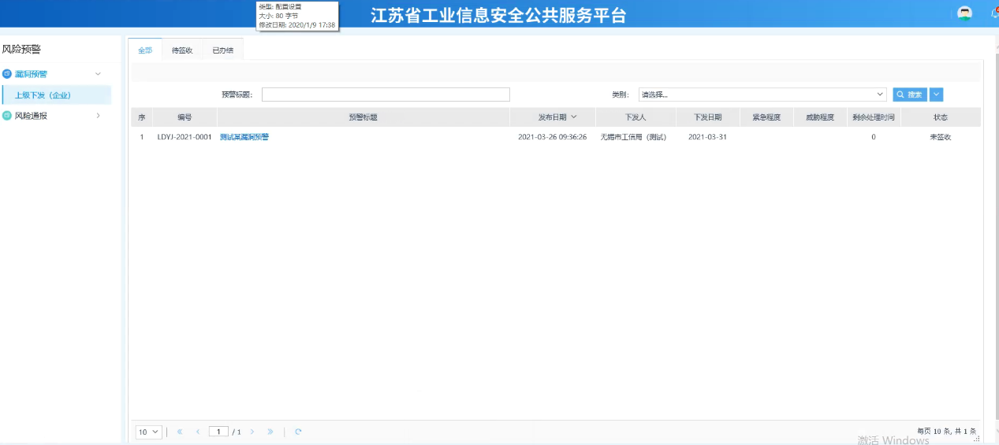 类型: 配置设置
大小: 80 字节
修改日期: 2020/1/9 17:38
江苏省工业信息安全公共服务平台
风险预警
漏洞预警
上级下发（企业）
风险通报
全部 待签收 已办结
预警标题: 类别: 请选择... 搜索
序 编号 预警标题 发布日期 下发人 下发日期 紧急程度 威胁程度 剩余处理时间 状态
1 LDYJ-2021-0001 测试某漏洞预警 2021-03-26 09:36:26 无锡市工信局（测试） 2021-03-31 0 未签收
10 1 / 1 每页 10 条, 共 1 条
激活 Windows